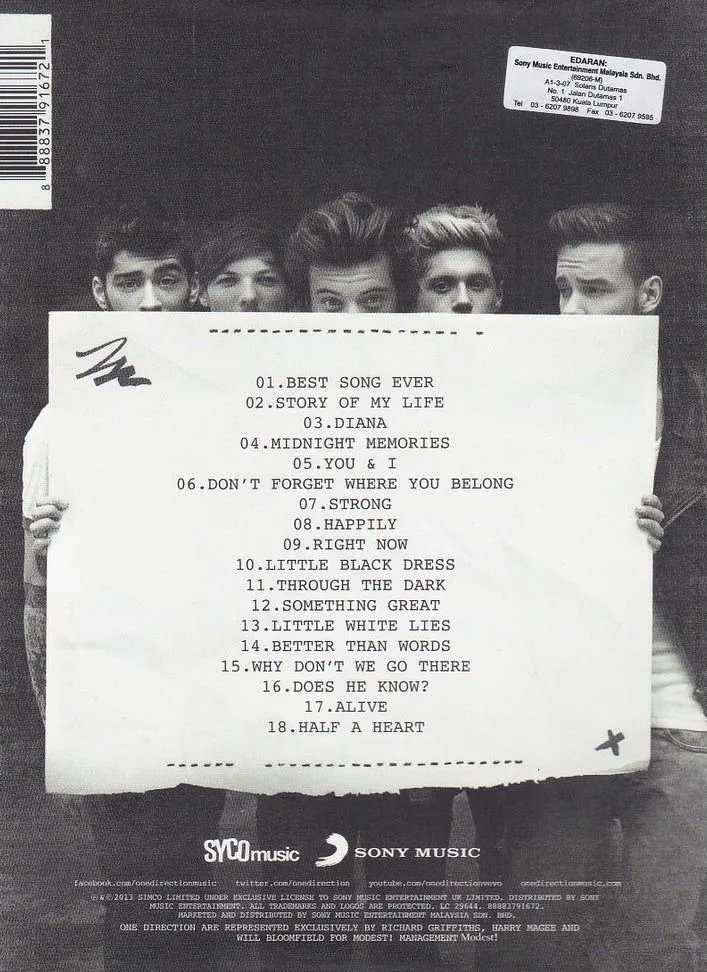 8 88837 91672 1
EDARAN:
Sony Music Entertainment Malaysia Sdn. Bhd.
(69206-M)
A1-3-07 Solaris Dutamas
No. 1 Jalan Dutamas 1
50480 Kuala Lumpur
Tel 03 - 6207 9898 Fax 03 - 6207 9595
01.BEST SONG EVER
02.STORY OF MY LIFE
03.DIANA
04.MIDNIGHT MEMORIES
05.YOU & I
06.DON'T FORGET WHERE YOU BELONG
07.STRONG
08.HAPPILY
09.RIGHT NOW
10.LITTLE BLACK DRESS
11.THROUGH THE DARK
12.SOMETHING GREAT
13.LITTLE WHITE LIES
14.BETTER THAN WORDS
15.WHY DON'T WE GO THERE
16.DOES HE KNOW?
17.ALIVE
18.HALF A HEART
SYCOmusic SONY MUSIC
facebook.com/onedirectionmusic twitter.com/onedirection youtube.com/onedirectionvevo onedirectionmusic.com
℗ & © 2013 SIMCO LIMITED UNDER EXCLUSIVE LICENSE TO SONY MUSIC ENTERTAINMENT UK LIMITED. DISTRIBUTED BY SONY
MUSIC ENTERTAINMENT. ALL TRADEMARKS AND LOGOS ARE PROTECTED. LC 29644. 88883791672.
MARKETED AND DISTRIBUTED BY SONY MUSIC ENTERTAINMENT MALAYSIA SDN. BHD.
ONE DIRECTION ARE REPRESENTED EXCLUSIVELY BY RICHARD GRIFFITHS, HARRY MAGEE AND
WILL BLOOMFIELD FOR MODEST! MANAGEMENT Modest!